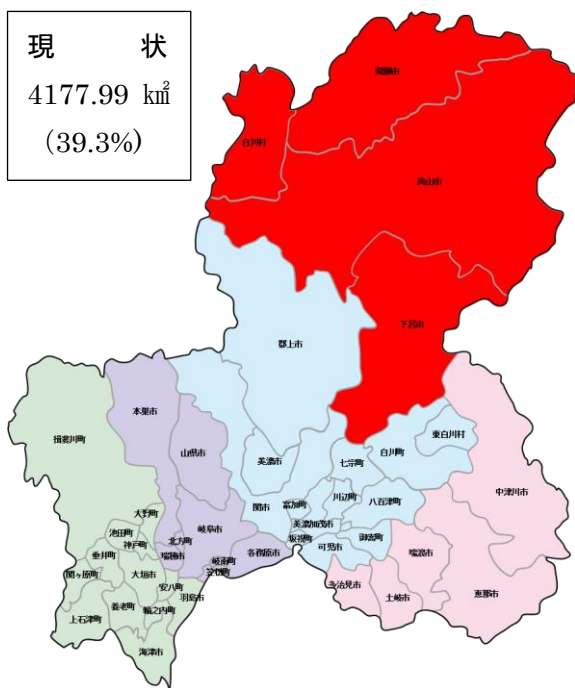 現 状
4177.99 ㎢
(39.3%)
飛騨市
白川村
高山市
下呂市
郡上市
本巣市
揖斐川町
山県市
美濃市
七宗町
白川町
東白川村
中津川市
関市
富加町
川辺町
八百津町
美濃加茂市
坂祝町
可児市
御嵩町
大野町
池田町
神戸町
北方町
岐阜市
瑞穂市
岐南町
各務原市
垂井町
関ヶ原町
大垣市
安八町
羽島市
養老町
輪之内町
上石津町
海津市
多治見市
土岐市
瑞浪市
恵那市